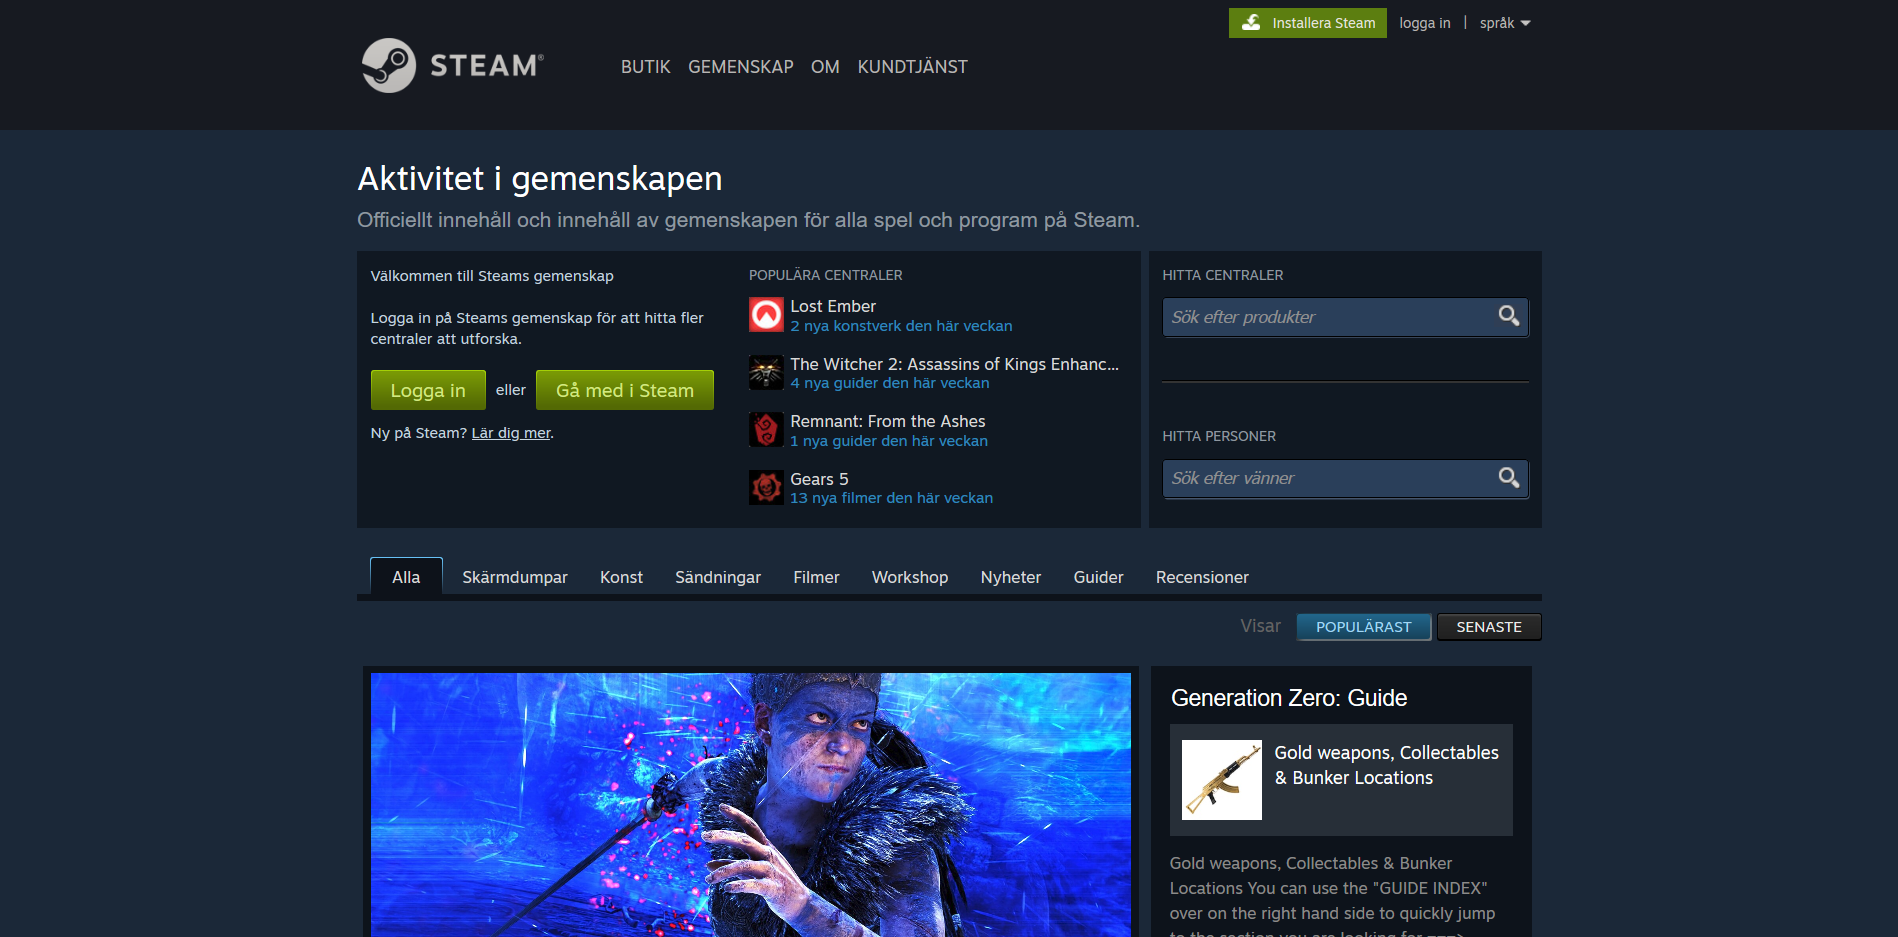 Installera Steam
logga in | språk
STEAM®
BUTIK GEMENSKAP OM KUNDTJÄNST
Aktivitet i gemenskapen
Officiellt innehåll och innehåll av gemenskapen för alla spel och program på Steam.
Välkommen till Steams gemenskap
Logga in på Steams gemenskap för att hitta fler
centraler att utforska.
Logga in eller Gå med i Steam
Ny på Steam? Lär dig mer.
POPULÄRA CENTRALER
Lost Ember
2 nya konstverk den här veckan
The Witcher 2: Assassins of Kings Enhanc...
4 nya guider den här veckan
Remnant: From the Ashes
1 nya guider den här veckan
Gears 5
13 nya filmer den här veckan
HITTA CENTRALER
Sök efter produkter
HITTA PERSONER
Sök efter vänner
Alla Skärmdumpar Konst Sändningar Filmer Workshop Nyheter Guider Recensioner
Visar POPULÄRAST SENASTE
Generation Zero: Guide
Gold weapons, Collectables
& Bunker Locations
Gold weapons, Collectables & Bunker
Locations You can use the "GUIDE INDEX"
over on the right hand side to quickly jump
to the section you are looking for ===>